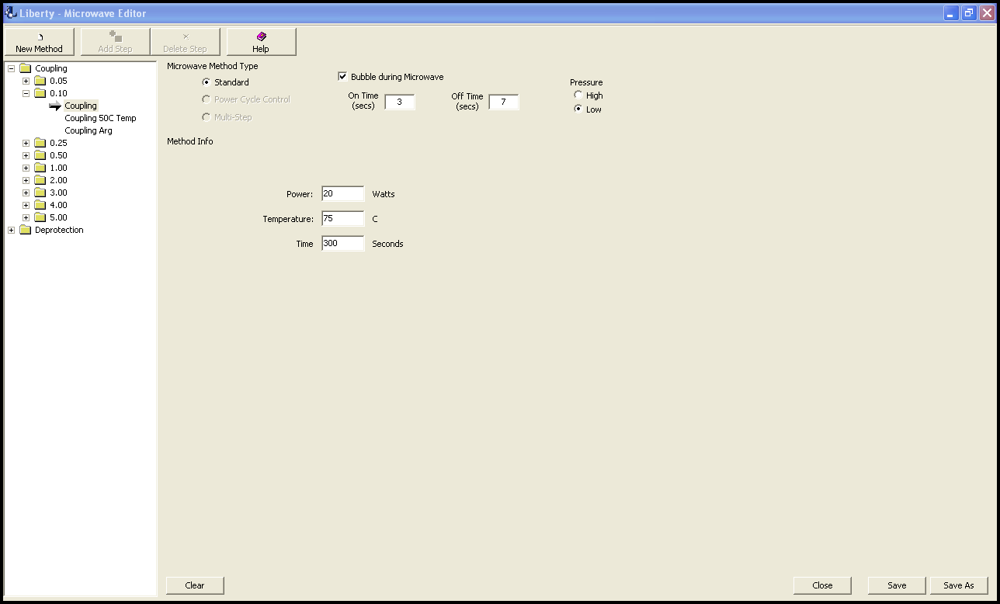 Liberty - Microwave Editor
New Method
Add Step
Delete Step
Help
Coupling
0.05
0.10
Coupling
Coupling 50C Temp
Coupling Arg
0.25
0.50
1.00
2.00
3.00
4.00
5.00
Deprotection
Microwave Method Type
Standard
Power Cycle Control
Multi-Step
Bubble during Microwave
On Time
(secs)
3
Off Time
(secs)
7
Pressure
High
Low
Method Info
Power: 20 Watts
Temperature: 75 C
Time 300 Seconds
Clear
Close
Save
Save As